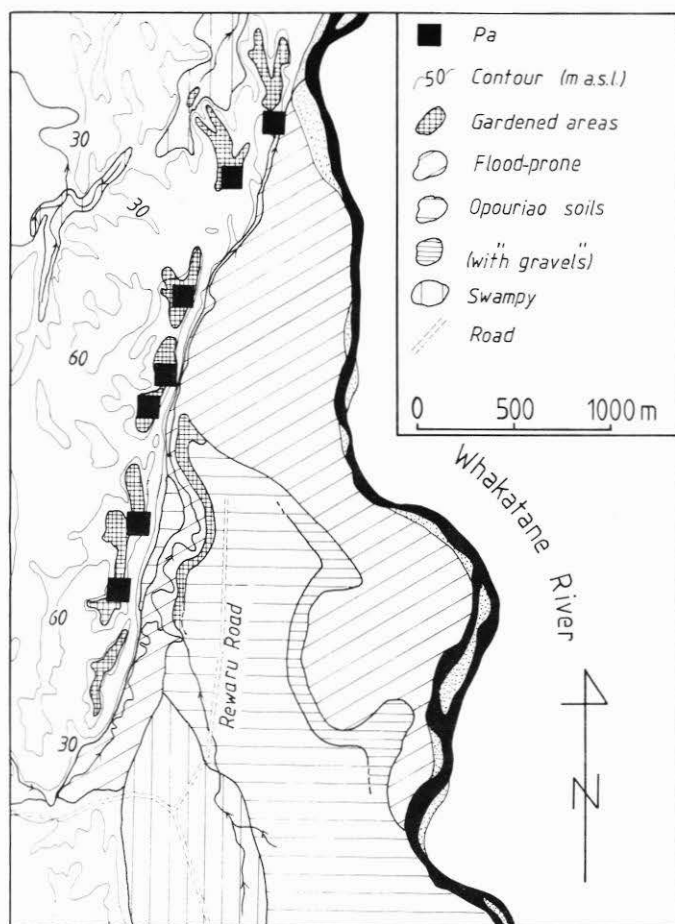 Pa
50 Contour (m a.s.l.)
Gardened areas
Flood-prone
Opouriao soils
" "
(with gravels)
Swampy
Road
0 500 1000 m
30
30
60
60
30
Whakatane River
Rewaru Road
N